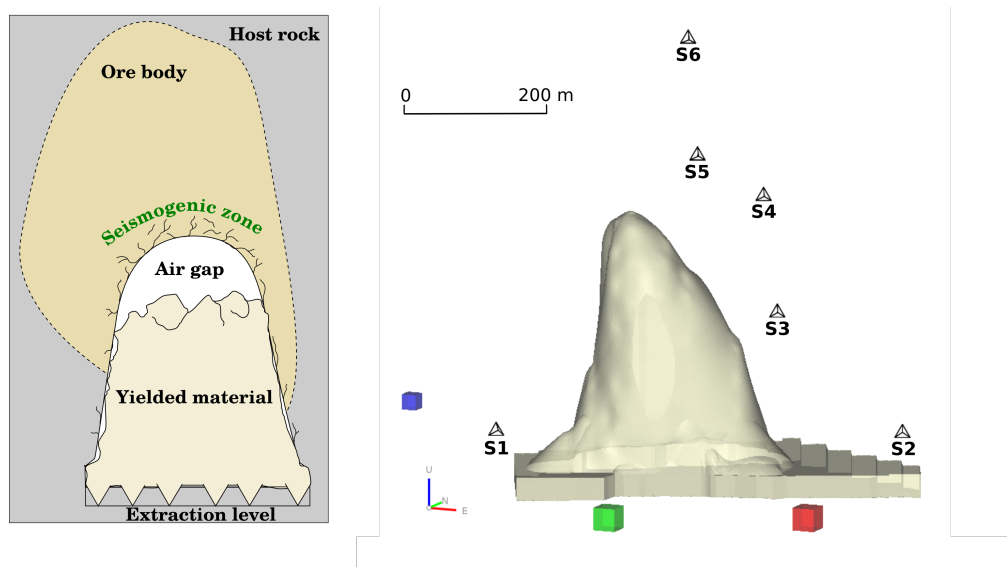 Host rock
Ore body
Seismogenic zone
Air gap
Yielded material
Extraction level
0 200 m
S6
S5
S4
S3
S1
S2
U
N
E